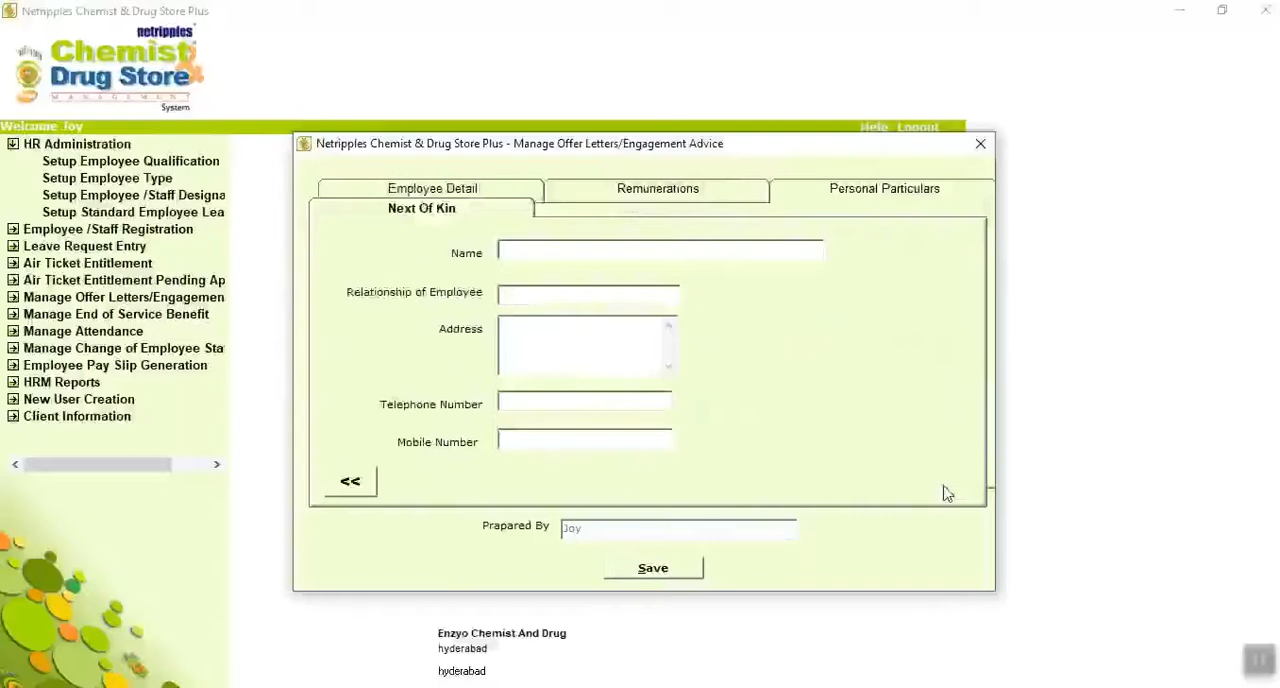 Netripples Chemist & Drug Store Plus
netripples
Chemist &
Drug Store
MANAGEMENT
System
Welcome Joy
Help Logout
HR Administration
Setup Employee Qualification
Setup Employee Type
Setup Employee /Staff Designa
Setup Standard Employee Lea
Employee /Staff Registration
Leave Request Entry
Air Ticket Entitlement
Air Ticket Entitlement Pending Ap
Manage Offer Letters/Engagemen
Manage End of Service Benefit
Manage Attendance
Manage Change of Employee Sta
Employee Pay Slip Generation
HRM Reports
New User Creation
Client Information
Netripples Chemist & Drug Store Plus - Manage Offer Letters/Engagement Advice
Employee Detail
Remunerations
Personal Particulars
Next Of Kin
Name
Relationship of Employee
Address
Telephone Number
Mobile Number
<<
Prapared By
Joy
Save
Enzyo Chemist And Drug
hyderabad
hyderabad